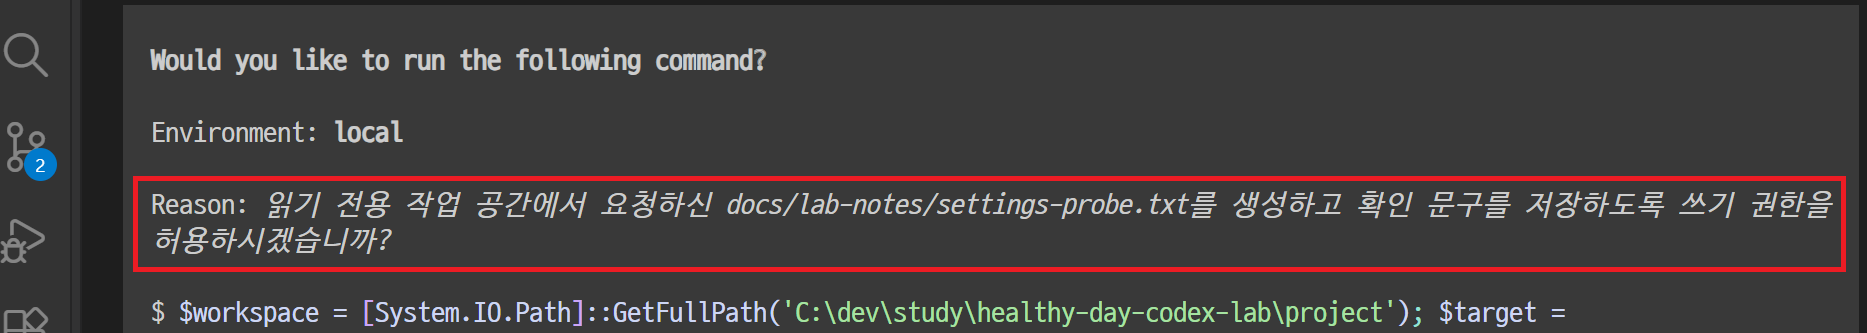 Would you like to run the following command?
Environment: local
2
Reason: 읽기 전용 작업 공간에서 요청하신 docs/lab-notes/settings-probe.txt를 생성하고 확인 문구를 저장하도록 쓰기 권한을
허용하시겠습니까?
$ $workspace = [System.IO.Path]::GetFullPath('C:\dev\study\healthy-day-codex-lab\project'); $target =